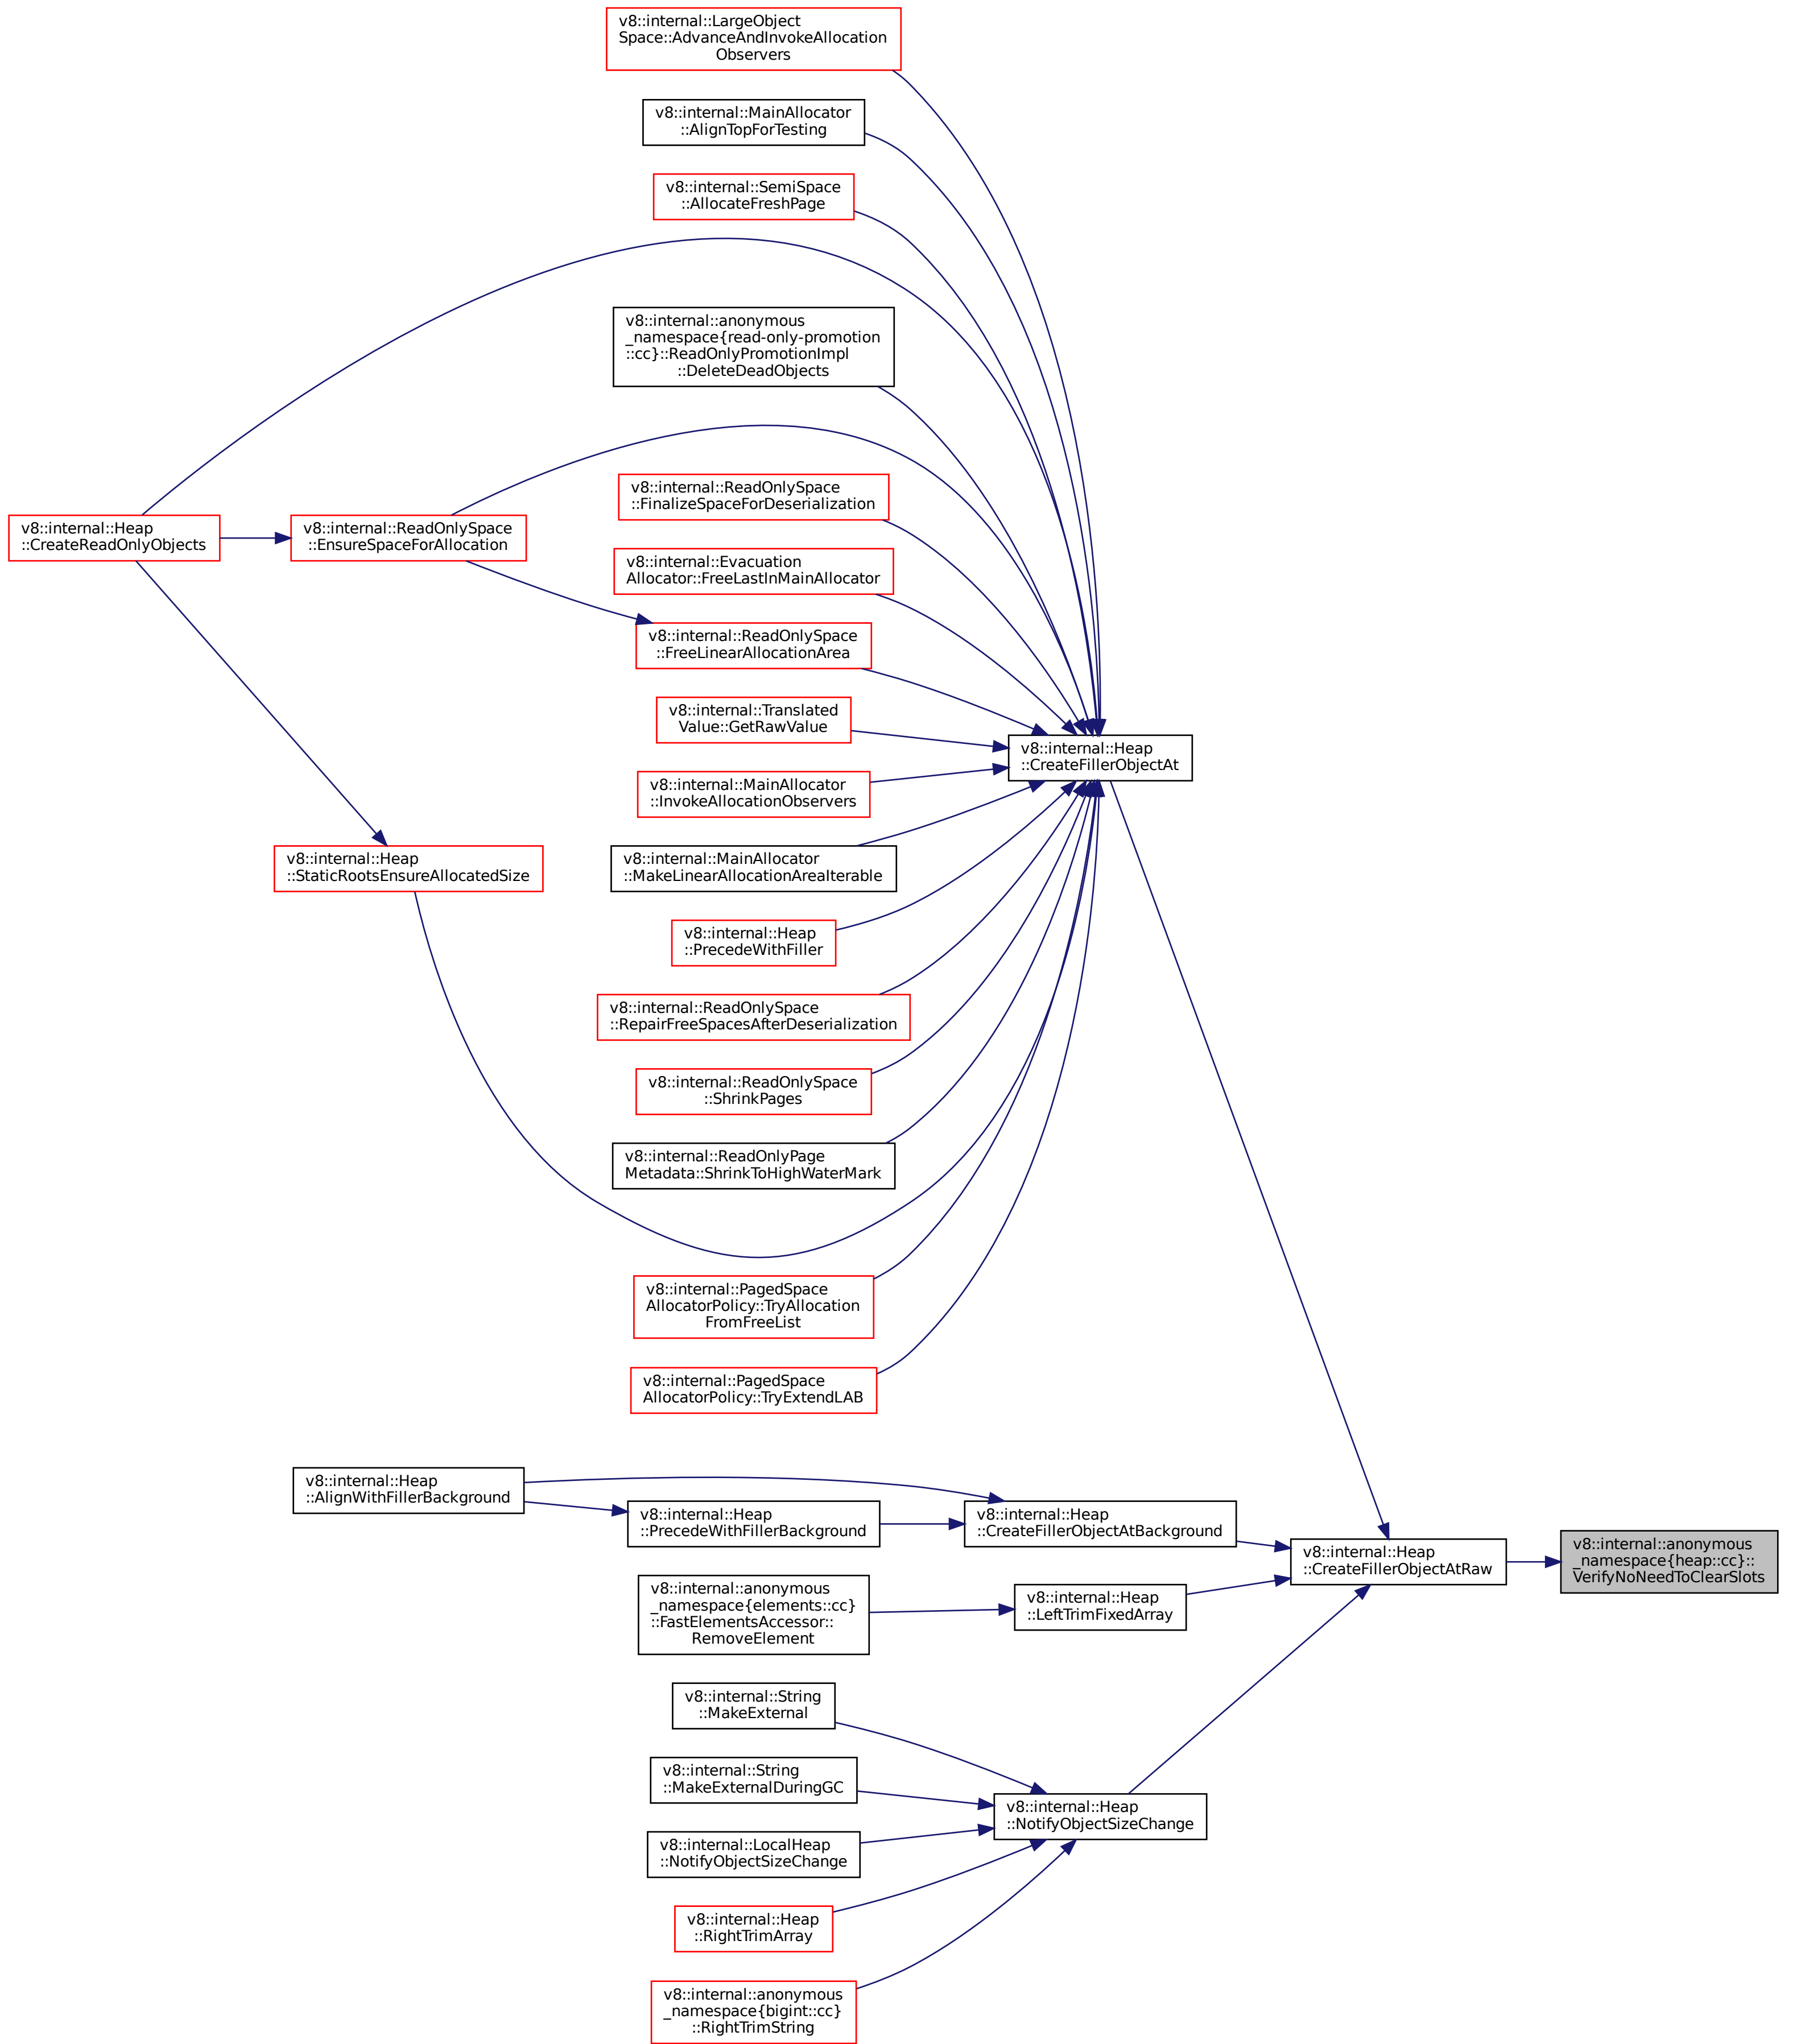 v8::internal::LargeObject
Space::AdvanceAndInvokeAllocation
Observers
v8::internal::MainAllocator
::AlignTopForTesting
v8::internal::SemiSpace
::AllocateFreshPage
v8::internal::anonymous
_namespace{read-only-promotion
::cc}::ReadOnlyPromotionImpl
::DeleteDeadObjects
v8::internal::ReadOnlySpace
::FinalizeSpaceForDeserialization
v8::internal::Heap
::CreateReadOnlyObjects
v8::internal::ReadOnlySpace
::EnsureSpaceForAllocation
v8::internal::Evacuation
Allocator::FreeLastInMainAllocator
v8::internal::ReadOnlySpace
::FreeLinearAllocationArea
v8::internal::Translated
Value::GetRawValue
v8::internal::Heap
::CreateFillerObjectAt
v8::internal::MainAllocator
::InvokeAllocationObservers
v8::internal::Heap
::StaticRootsEnsureAllocatedSize
v8::internal::MainAllocator
::MakeLinearAllocationAreaIterable
v8::internal::Heap
::PrecedeWithFiller
v8::internal::ReadOnlySpace
::RepairFreeSpacesAfterDeserialization
v8::internal::ReadOnlySpace
::ShrinkPages
v8::internal::ReadOnlyPage
Metadata::ShrinkToHighWaterMark
v8::internal::PagedSpace
AllocatorPolicy::TryAllocation
FromFreeList
v8::internal::PagedSpace
AllocatorPolicy::TryExtendLAB
v8::internal::Heap
::AlignWithFillerBackground
v8::internal::Heap
::PrecedeWithFillerBackground
v8::internal::Heap
::CreateFillerObjectAtBackground
v8::internal::Heap
::CreateFillerObjectAtRaw
v8::internal::anonymous
_namespace{heap::cc}::
VerifyNoNeedToClearSlots
v8::internal::anonymous
_namespace{elements::cc}
::FastElementsAccessor::
RemoveElement
v8::internal::Heap
::LeftTrimFixedArray
v8::internal::String
::MakeExternal
v8::internal::String
::MakeExternalDuringGC
v8::internal::Heap
::NotifyObjectSizeChange
v8::internal::LocalHeap
::NotifyObjectSizeChange
v8::internal::Heap
::RightTrimArray
v8::internal::anonymous
_namespace{bigint::cc}
::RightTrimString